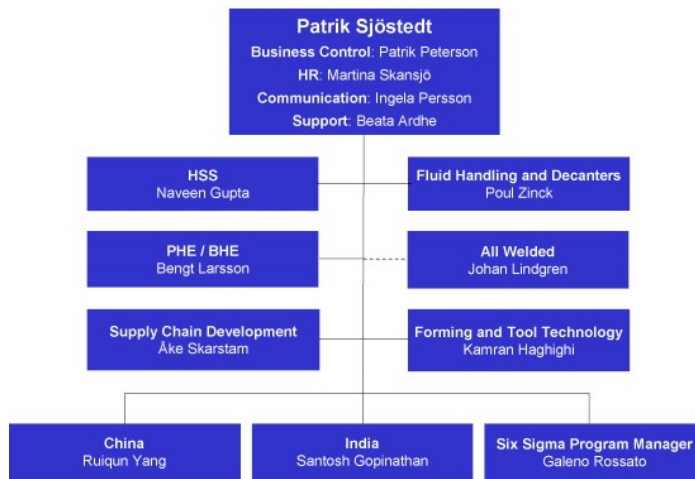 Patrik Sjöstedt
Business Control: Patrik Peterson
HR: Martina Skansjö
Communication: Ingela Persson
Support: Beata Ardhe
HSS
Naveen Gupta
Fluid Handling and Decanters
Poul Zinck
PHE / BHE
Bengt Larsson
All Welded
Johan Lindgren
Supply Chain Development
Åke Skarstam
Forming and Tool Technology
Kamran Haghighi
China
Ruiqun Yang
India
Santosh Gopinathan
Six Sigma Program Manager
Galeno Rossato